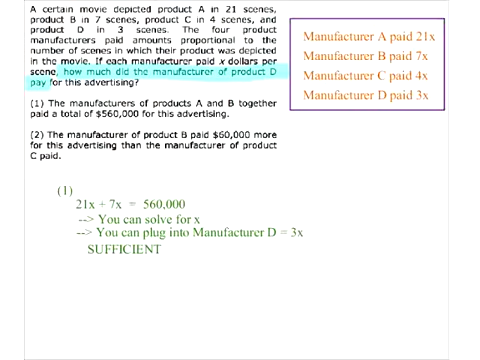 A certain movie depicted product A in 21 scenes,
product B in 7 scenes, product C in 4 scenes, and
product D in 3 scenes. The four product
manufacturers paid amounts proportional to the
number of scenes in which their product was depicted
in the movie. If each manufacturer paid x dollars per
scene, how much did the manufacturer of product D
pay for this advertising?
(1) The manufacturers of products A and B together
paid a total of $560,000 for this advertising.
(2) The manufacturer of product B paid $60,000 more
for this advertising than the manufacturer of product
C paid.
Manufacturer A paid 21x
Manufacturer B paid 7x
Manufacturer C paid 4x
Manufacturer D paid 3x
(1)
21x + 7x = 560,000
--> You can solve for x
--> You can plug into Manufacturer D = 3x
SUFFICIENT